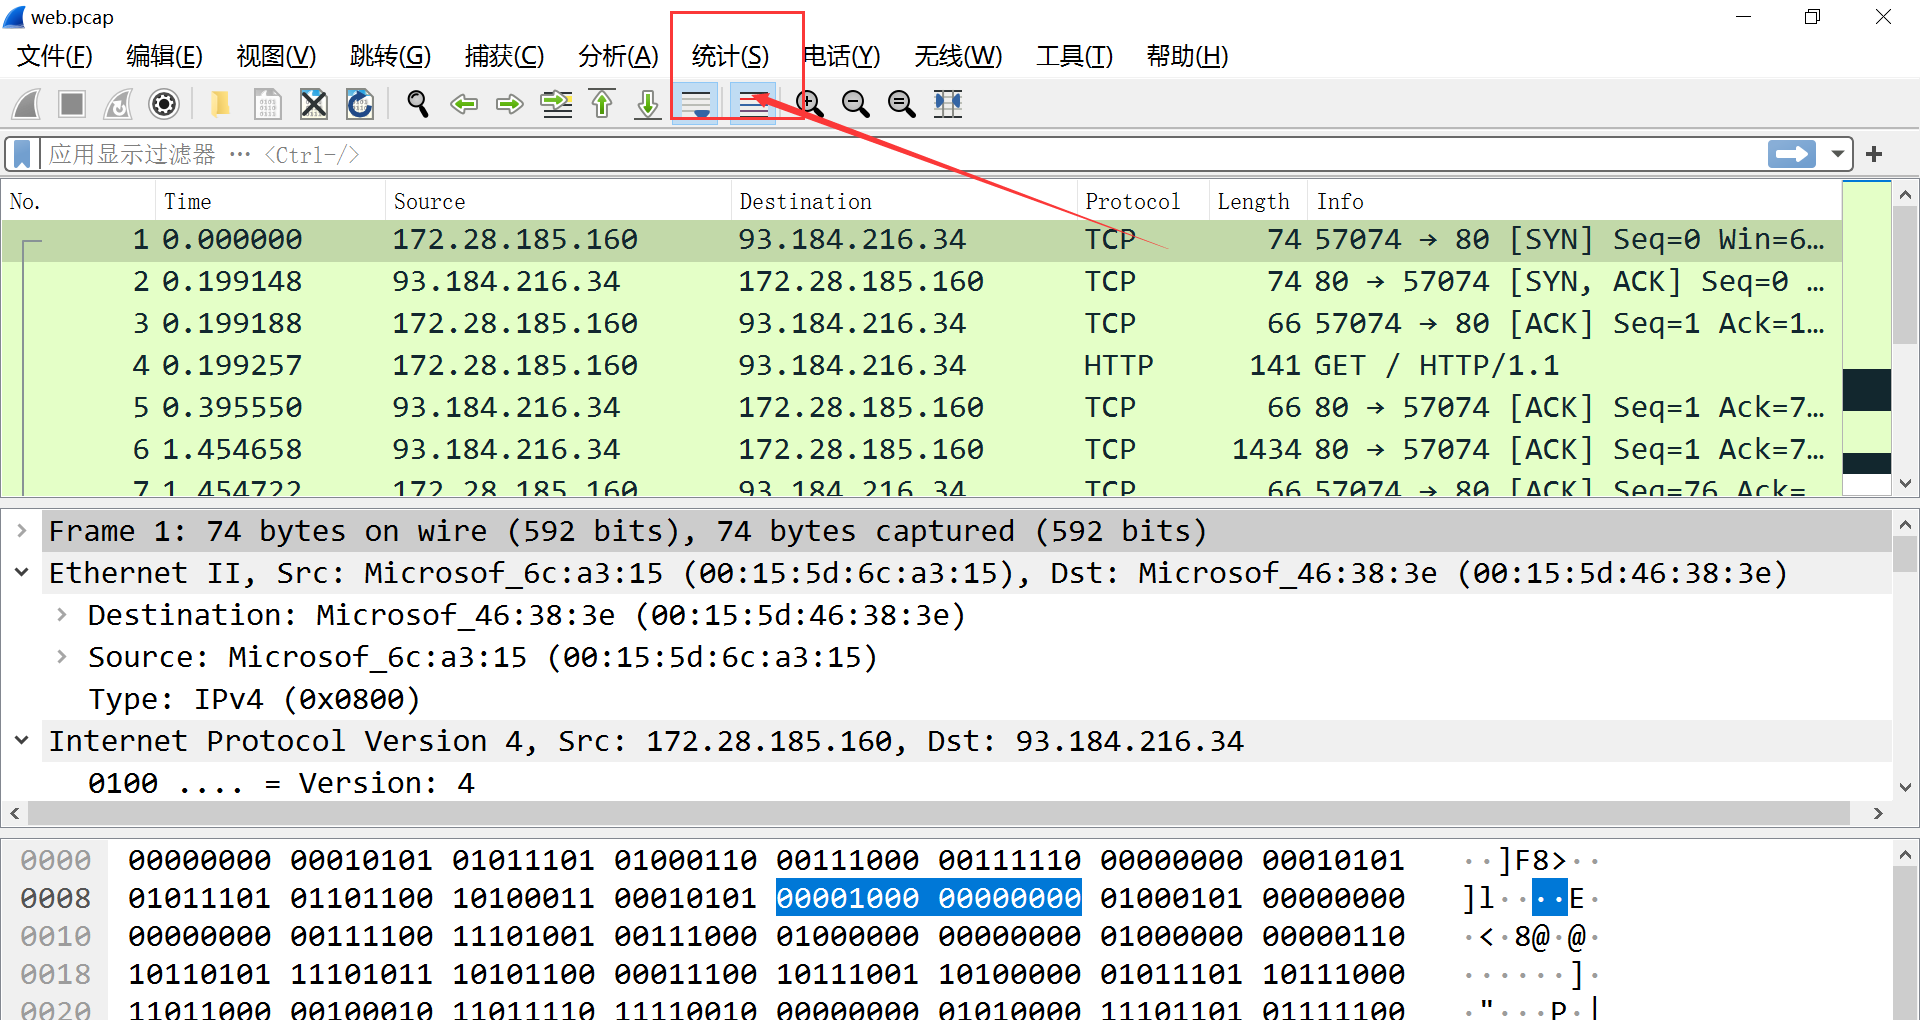 web.pcap
文件(F) 编辑(E) 视图(V) 跳转(G) 捕获(C) 分析(A) 统计(S) 电话(Y) 无线(W) 工具(T) 帮助(H)
应用显示过滤器 … <Ctrl-/>
No. Time Source Destination Protocol Length Info
1 0.000000 172.28.185.160 93.184.216.34 TCP 74 57074 → 80 [SYN] Seq=0 Win=6…
2 0.199148 93.184.216.34 172.28.185.160 TCP 74 80 → 57074 [SYN, ACK] Seq=0 …
3 0.199188 172.28.185.160 93.184.216.34 TCP 66 57074 → 80 [ACK] Seq=1 Ack=1…
4 0.199257 172.28.185.160 93.184.216.34 HTTP 141 GET / HTTP/1.1
5 0.395550 93.184.216.34 172.28.185.160 TCP 66 80 → 57074 [ACK] Seq=1 Ack=7…
6 1.454658 93.184.216.34 172.28.185.160 TCP 1434 80 → 57074 [ACK] Seq=1 Ack=7…
7 1.454722 172.28.185.160 93.184.216.34 TCP 66 57074 → 80 [ACK] Seq=76 Ack=
Frame 1: 74 bytes on wire (592 bits), 74 bytes captured (592 bits)
Ethernet II, Src: Microsof_6c:a3:15 (00:15:5d:6c:a3:15), Dst: Microsof_46:38:3e (00:15:5d:46:38:3e)
Destination: Microsof_46:38:3e (00:15:5d:46:38:3e)
Source: Microsof_6c:a3:15 (00:15:5d:6c:a3:15)
Type: IPv4 (0x0800)
Internet Protocol Version 4, Src: 172.28.185.160, Dst: 93.184.216.34
0100 .... = Version: 4
0000 00000000 00010101 01011101 01000110 00111000 00111110 00000000 00010101 ··]F8>··
0008 01011101 01101100 10100011 00010101 00001000 00000000 01000101 00000000 ]l····E·
0010 00000000 00111100 11101001 00111000 01000000 00000000 01000000 00000110 ·<·8@·@·
0018 10110101 11101011 10101100 00011100 10111001 10100000 01011101 10111000 ······]·
0020 11011000 00100010 11011110 11110010 00000000 01010000 11101101 01111100 ·"···P·|